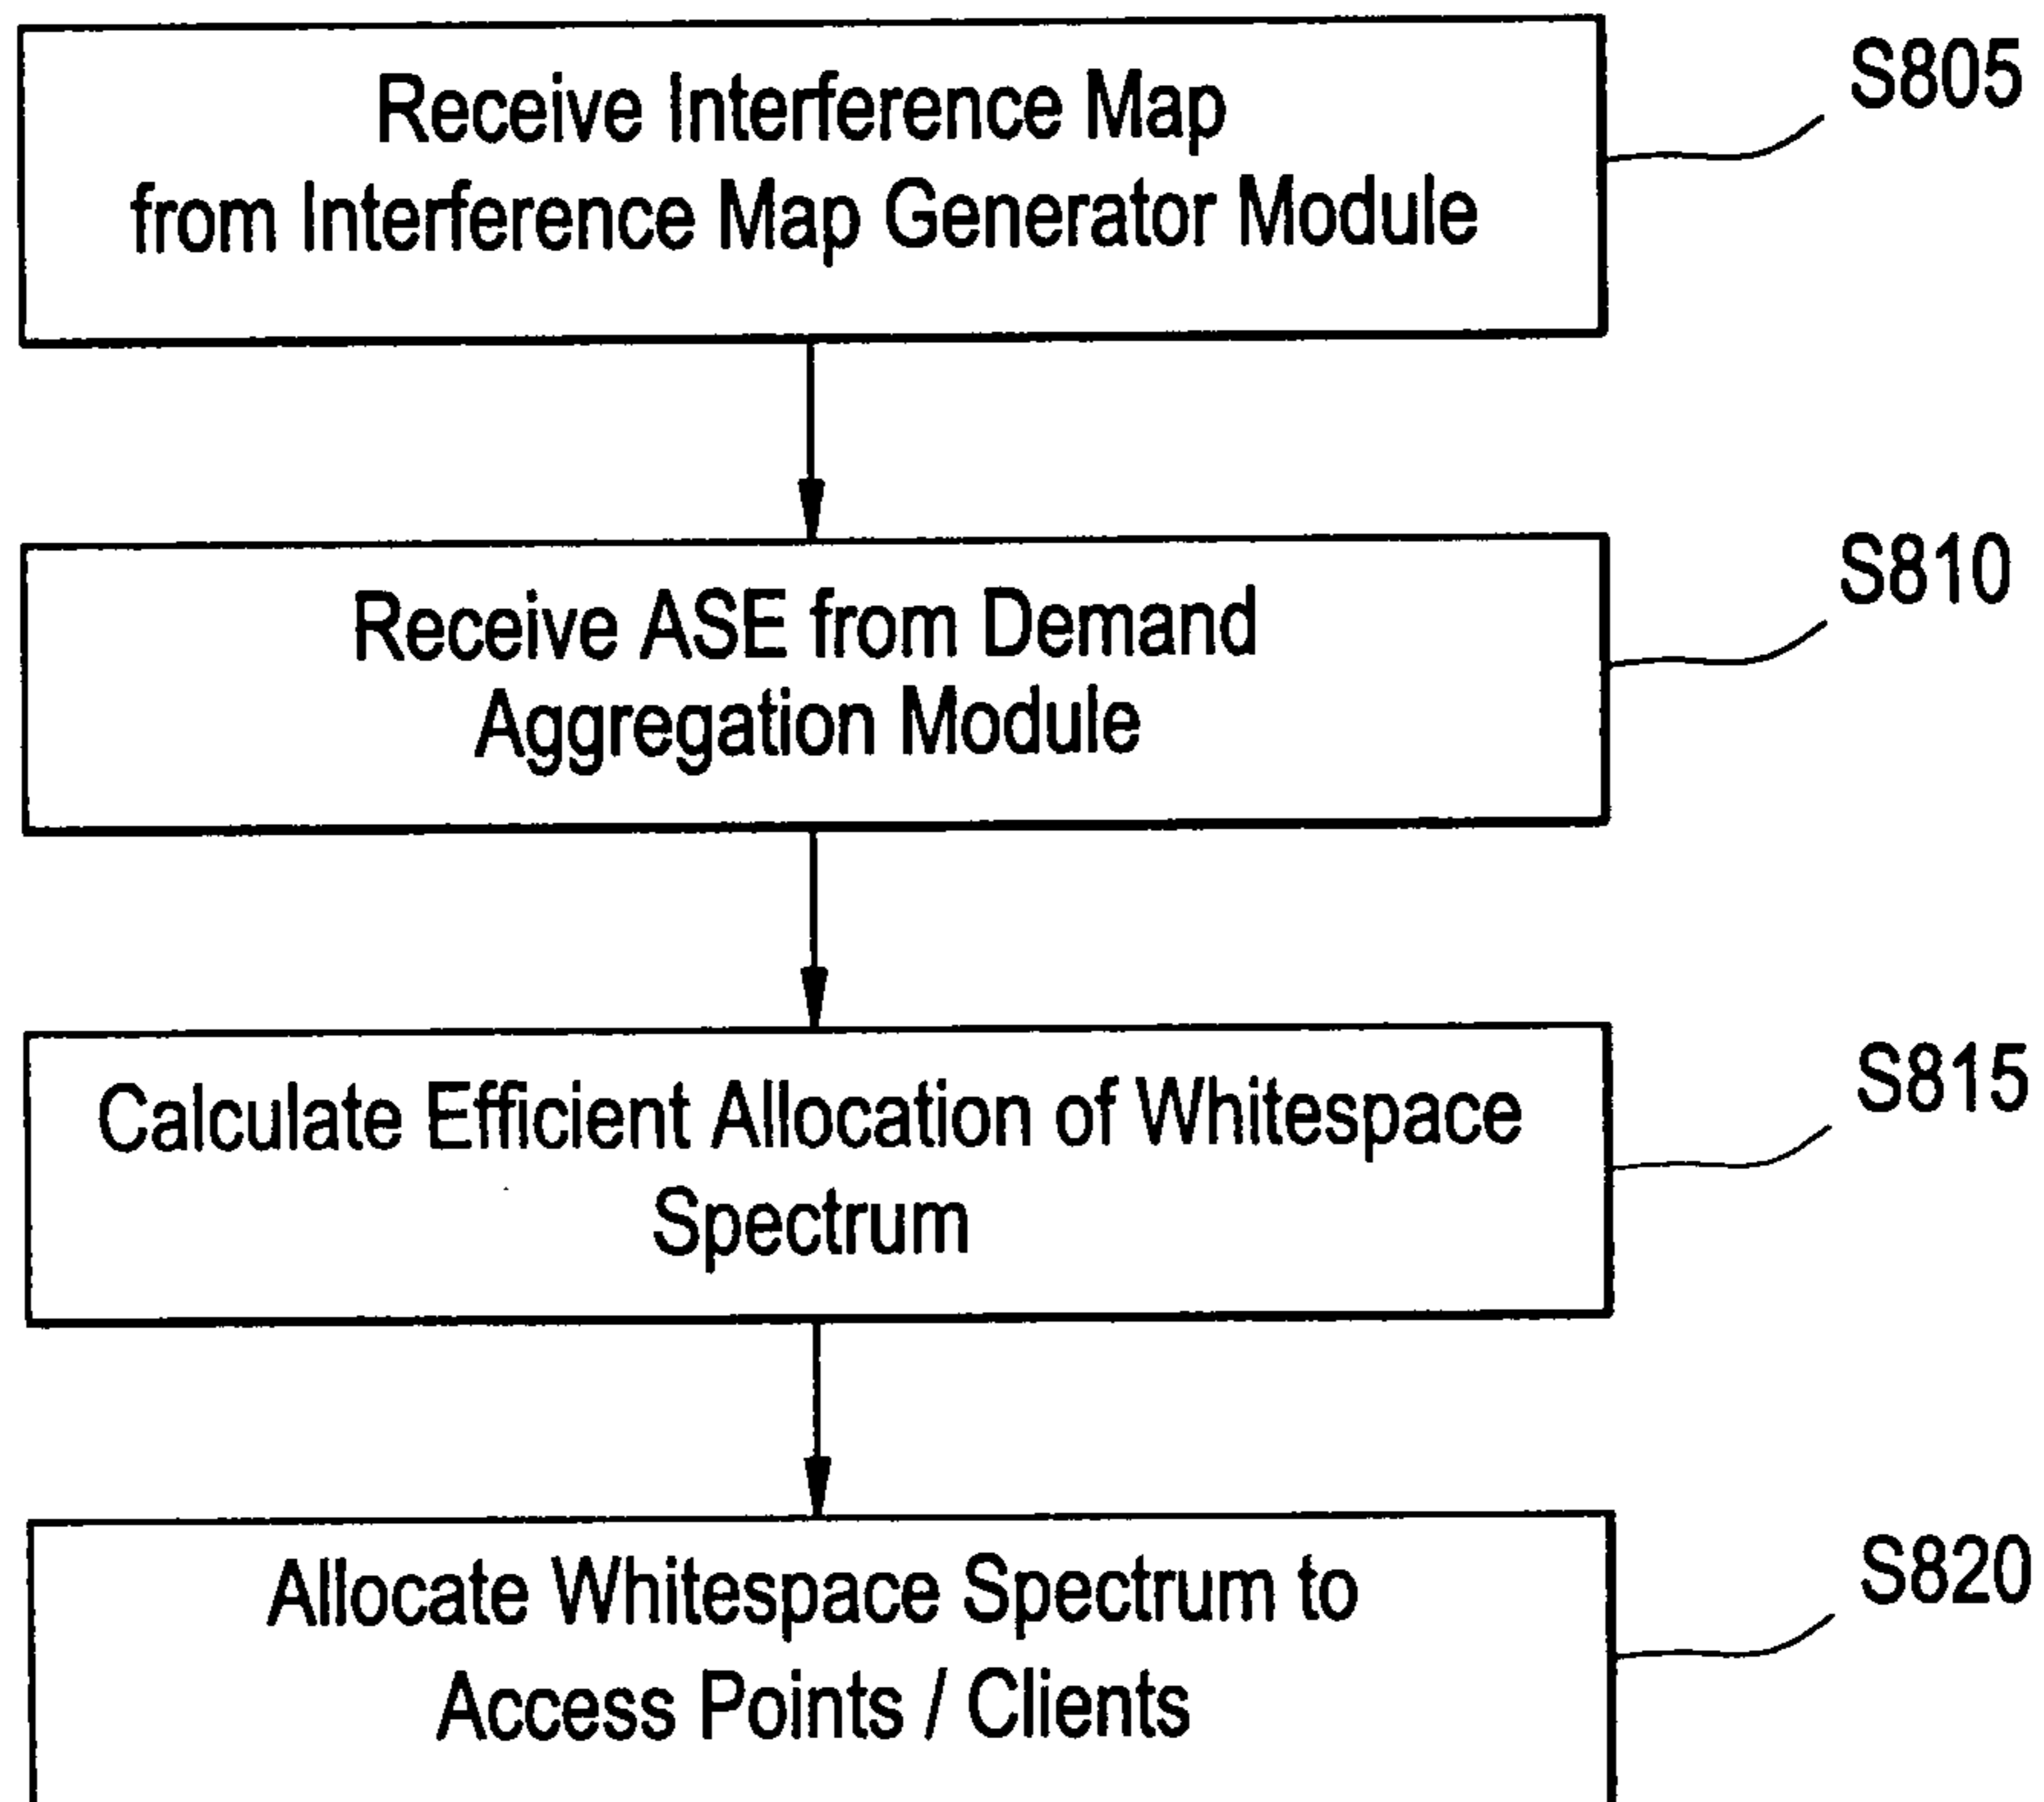 Receive Interference Map
from Interference Map Generator Module
S805
Receive ASE from Demand
Aggregation Module
S810
Calculate Efficient Allocation of Whitespace
Spectrum
S815
Allocate Whitespace Spectrum to
Access Points / Clients
S820